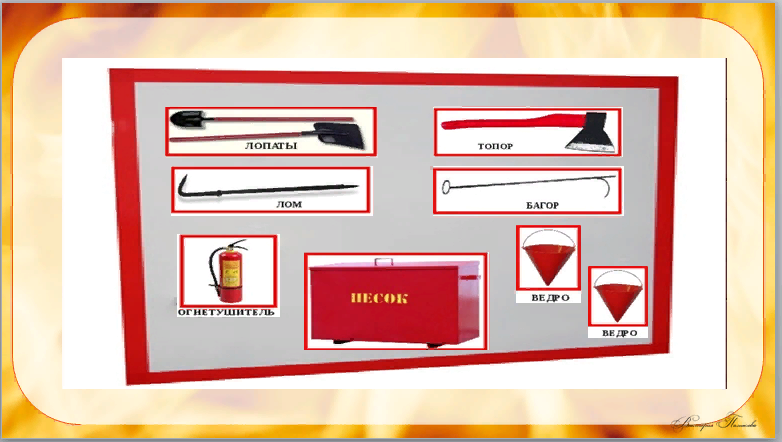 ЛОПАТЫ
ТОПОР
ЛОМ
БАГОР
ОГНЕТУШИТЕЛЬ
ПЕСОК
ВЕДРО
ВЕДРО